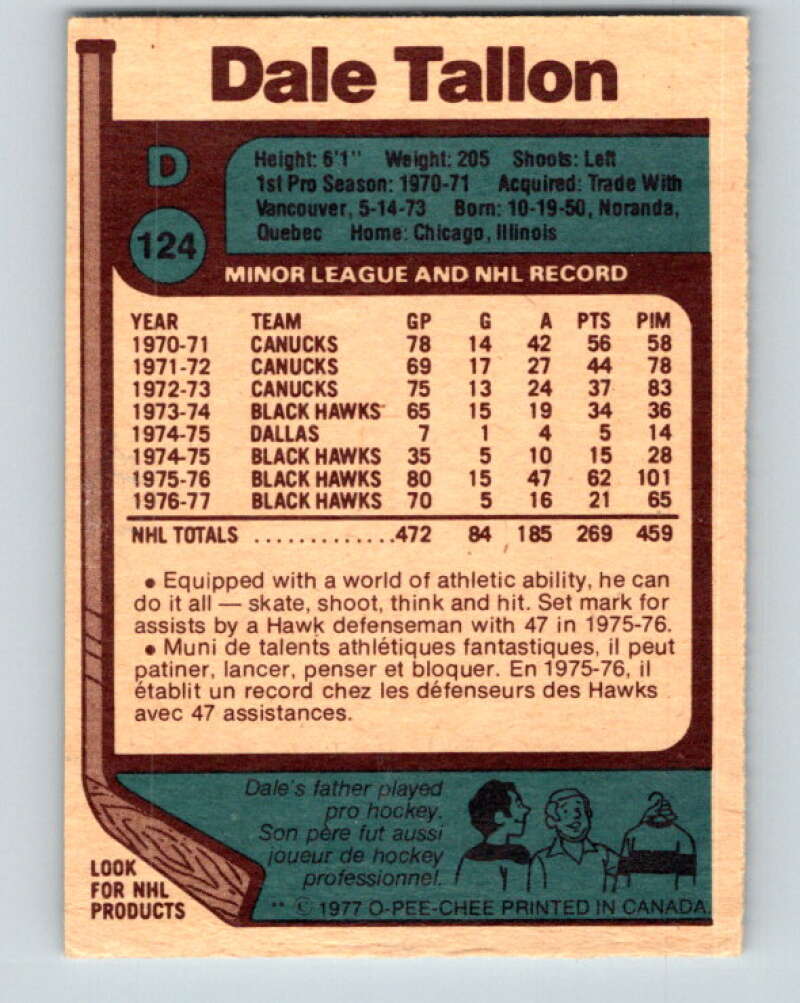 Dale Tallon
D
124
Height: 6'1" Weight: 205 Shoots: Left
1st Pro Season: 1970-71 Acquired: Trade With
Vancouver, 5-14-73 Born: 10-19-50, Noranda,
Quebec Home: Chicago, Illinois
MINOR LEAGUE AND NHL RECORD
YEAR TEAM GP G A PTS PIM
1970-71 CANUCKS 78 14 42 56 58
1971-72 CANUCKS 69 17 27 44 78
1972-73 CANUCKS 75 13 24 37 83
1973-74 BLACK HAWKS 65 15 19 34 36
1974-75 DALLAS 7 1 4 5 14
1974-75 BLACK HAWKS 35 5 10 15 28
1975-76 BLACK HAWKS 80 15 47 62 101
1976-77 BLACK HAWKS 70 5 16 21 65
NHL TOTALS .............472 84 185 269 459
• Equipped with a world of athletic ability, he can
do it all — skate, shoot, think and hit. Set mark for
assists by a Hawk defenseman with 47 in 1975-76.
• Muni de talents athlétiques fantastiques, il peut
patiner, lancer, penser et bloquer. En 1975-76, il
établit un record chez les défenseurs des Hawks
avec 47 assistances.
Dale's father played
pro hockey.
Son père fut aussi
joueur de hockey
professionnel.
LOOK
FOR NHL
PRODUCTS
** © 1977 O-PEE-CHEE PRINTED IN CANADA